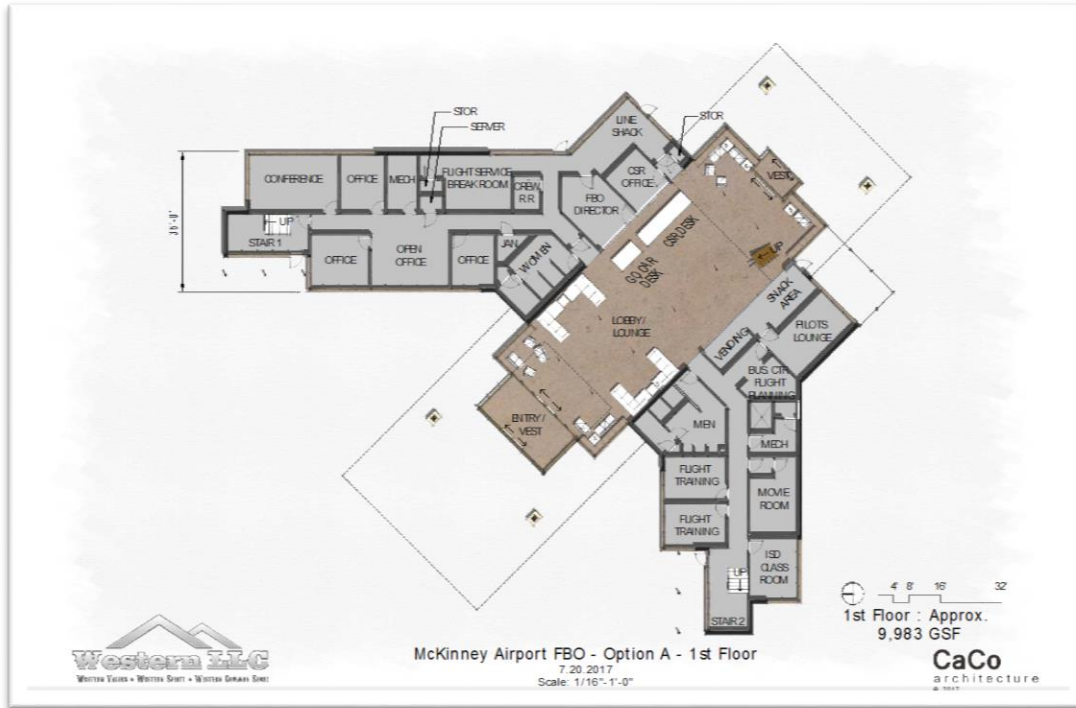 STOR
SERVER
LINE
SHACK
STOR
CONFERENCE
OFFICE
MECH
FLIGHT SERVICE
BREAK ROOM
CREW
R.R.
CSR
OFFICE
FBO
DIRECTOR
VEST
UP
STAIR 1
OFFICE
OPEN
OFFICE
OFFICE
JAN.
WOMEN
CSR DESK
GO CAR
DESK
UP
SNACK
AREA
LOBBY /
LOUNGE
PILOTS
LOUNGE
VENDING
BUS. CTR
FLIGHT
PLANNING
ENTRY /
VEST
MEN
MECH
FLIGHT
TRAINING
MOVIE
ROOM
FLIGHT
TRAINING
ISD
CLASS
ROOM
UP
STAIR 2
4' 8' 16' 32'
1st Floor : Approx.
9,983 GSF
McKinney Airport FBO - Option A - 1st Floor
7.20.2017
Scale: 1/16"-1'-0"
Western LLC
CaCo
architecture
© 2017